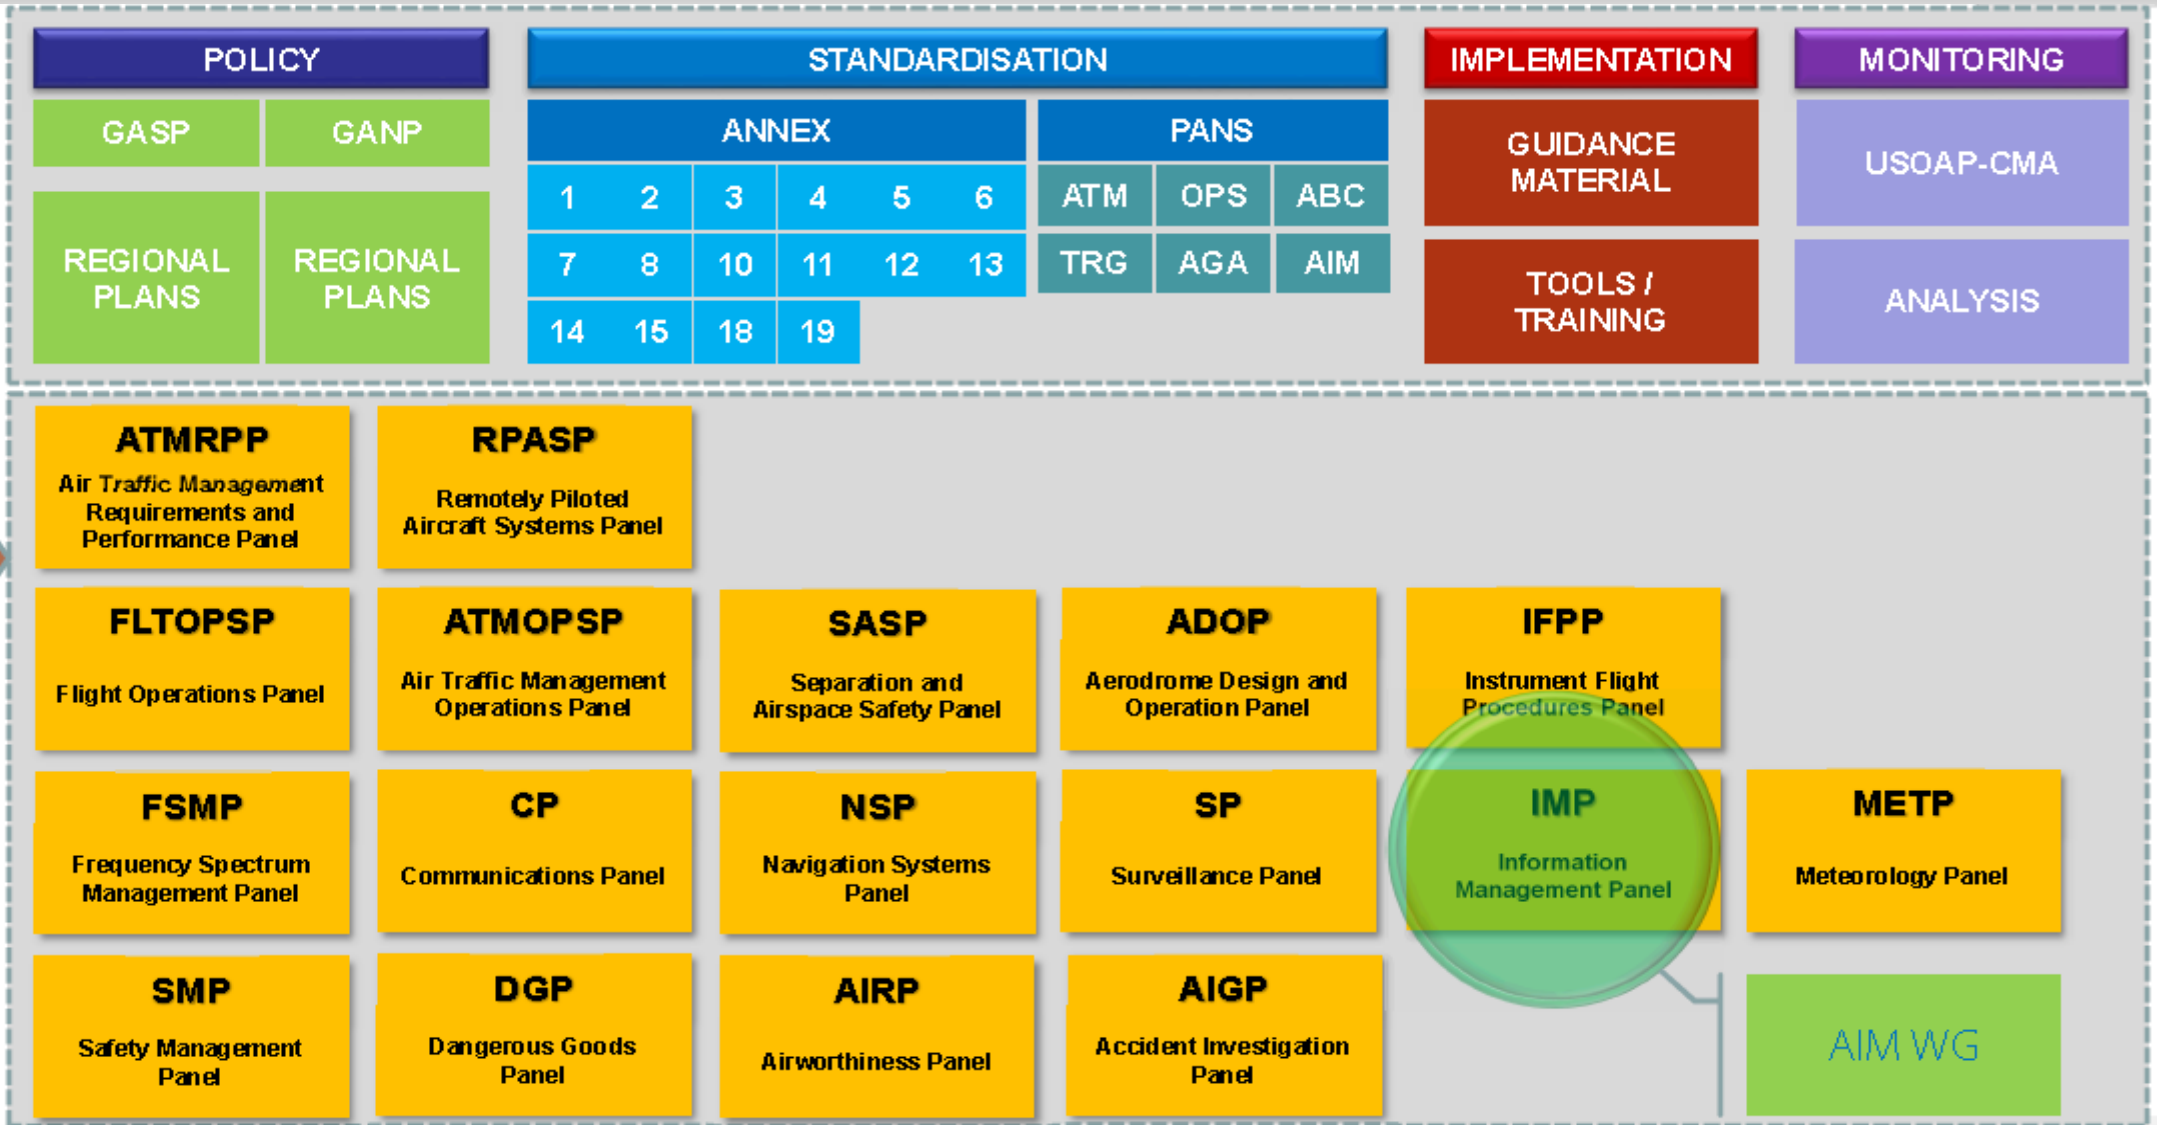 POLICY
STANDARDISATION
IMPLEMENTATION
MONITORING
GASP GANP
REGIONAL
PLANS
REGIONAL
PLANS
ANNEX
1 2 3 4 5 6
7 8 10 11 12 13
14 15 18 19
PANS
ATM OPS ABC
TRG AGA AIM
GUIDANCE
MATERIAL
TOOLS /
TRAINING
USOAP-CMA
ANALYSIS
ATMRPP
Air Traffic Management
Requirements and
Performance Panel
RPASP
Remotely Piloted
Aircraft Systems Panel
FLTOPSP
Flight Operations Panel
ATMOPSP
Air Traffic Management
Operations Panel
SASP
Separation and
Airspace Safety Panel
ADOP
Aerodrome Design and
Operation Panel
IFPP
Instrument Flight
Procedures Panel
FSMP
Frequency Spectrum
Management Panel
CP
Communications Panel
NSP
Navigation Systems
Panel
SP
Surveillance Panel
IMP
Information
Management Panel
METP
Meteorology Panel
SMP
Safety Management
Panel
DGP
Dangerous Goods
Panel
AIRP
Airworthiness Panel
AIGP
Accident Investigation
Panel
AIM WG